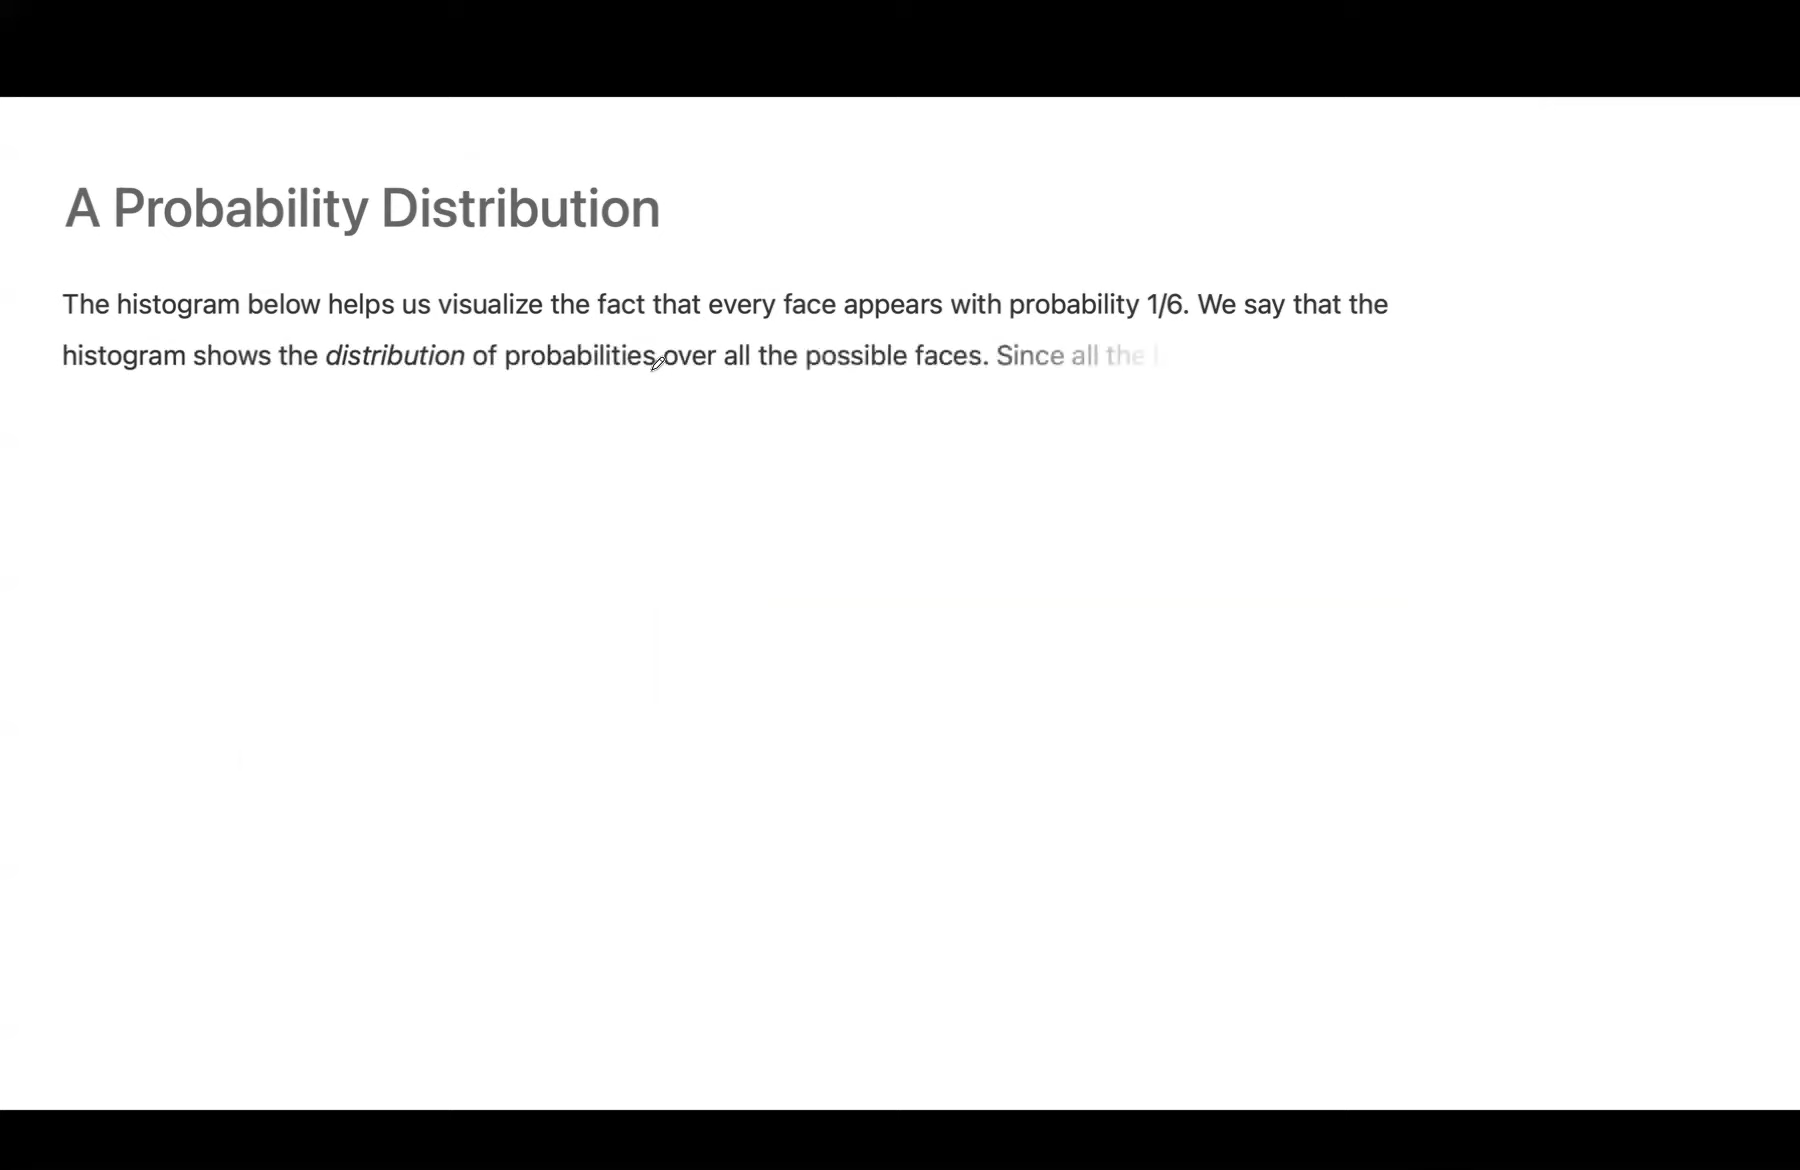 A Probability Distribution
The histogram below helps us visualize the fact that every face appears with probability 1/6. We say that the
histogram shows the distribution of probabilities over all the possible faces. Since all the